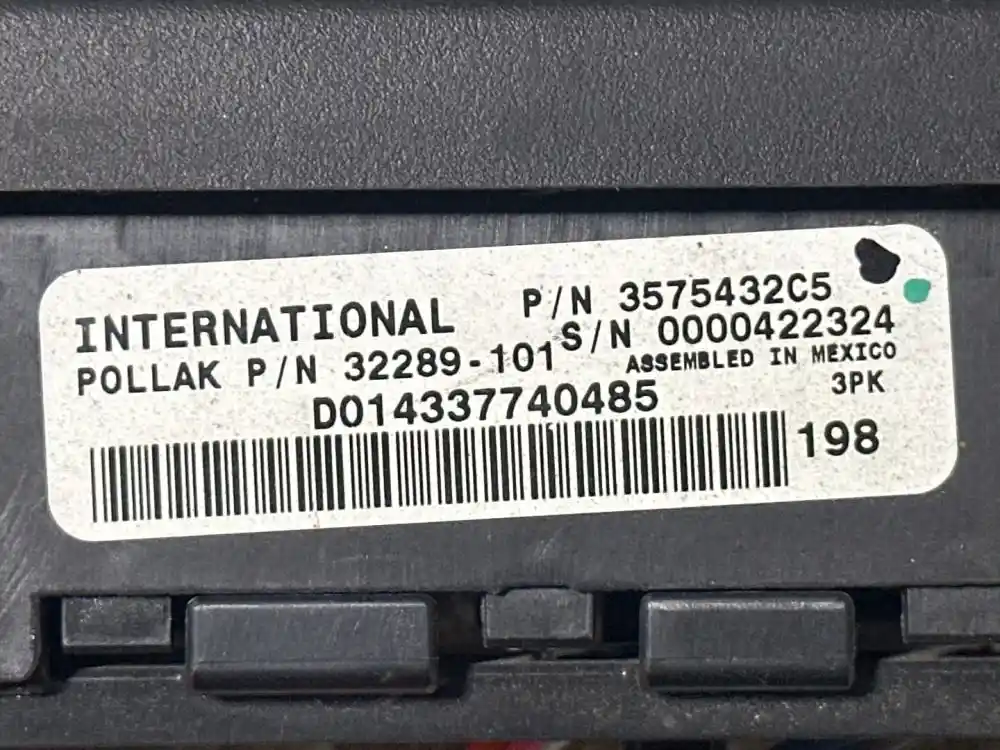 INTERNATIONAL P/N 3575432C5
S/N 0000422324
POLLAK P/N 32289-101 ASSEMBLED IN MEXICO
D014337740485 3PK
198